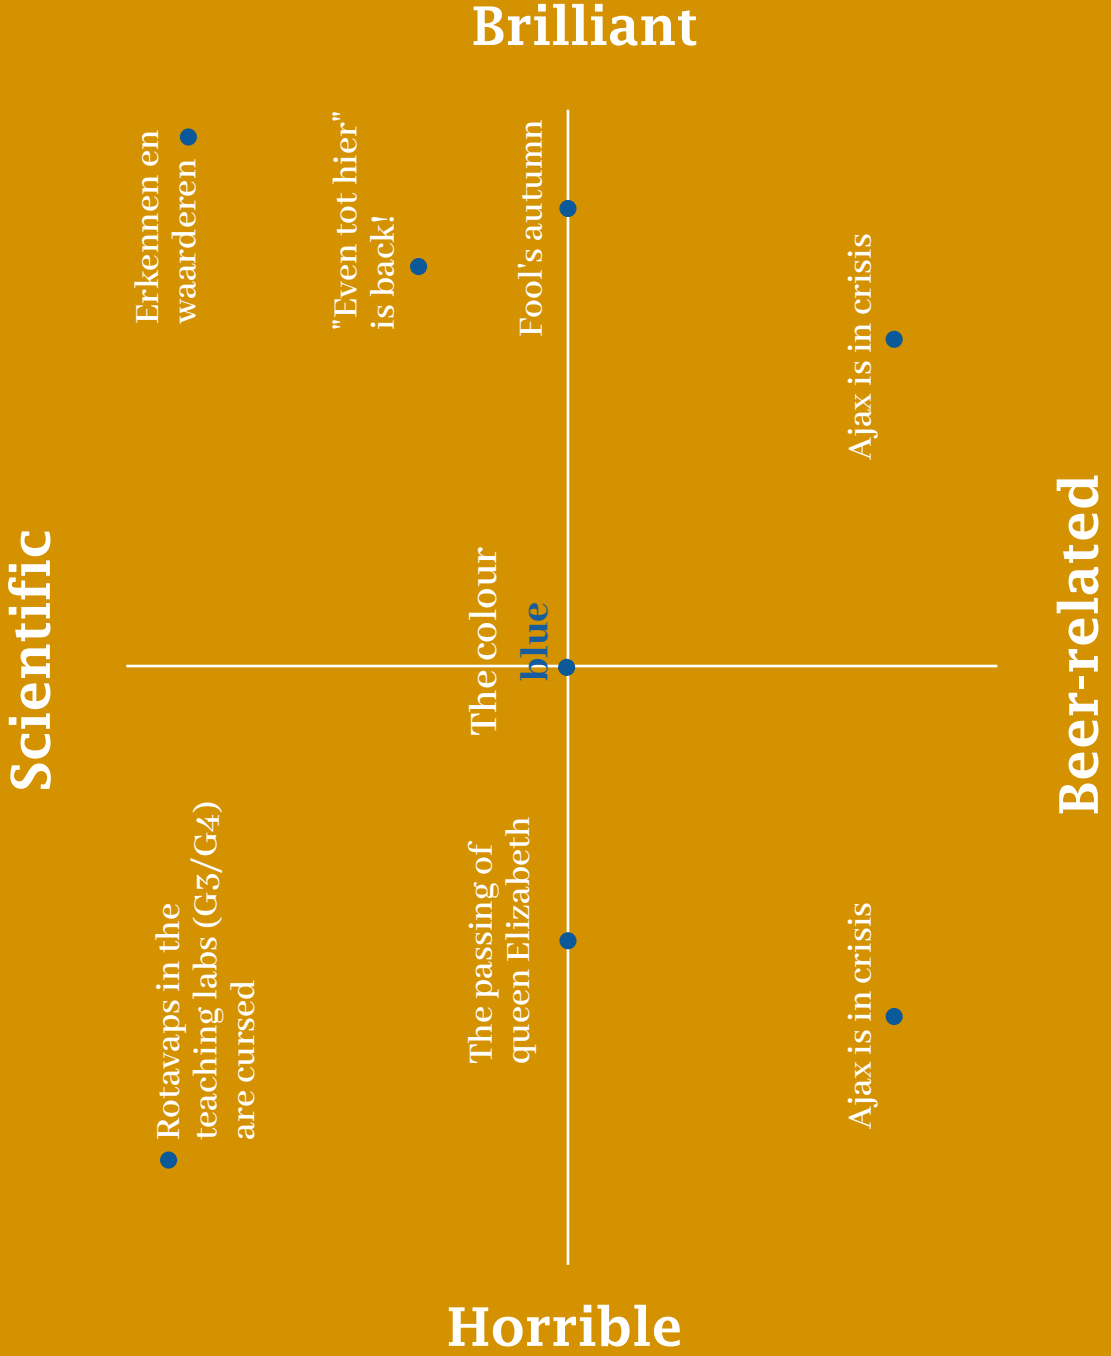 Brilliant
Erkennen en
waarderen
"Even tot hier"
is back!
Fool's autumn
Ajax is in crisis
Scientific
The colour
blue
Beer-related
Rotavaps in the
teaching labs (G3/G4)
are cursed
The passing of
queen Elizabeth
Ajax is in crisis
Horrible